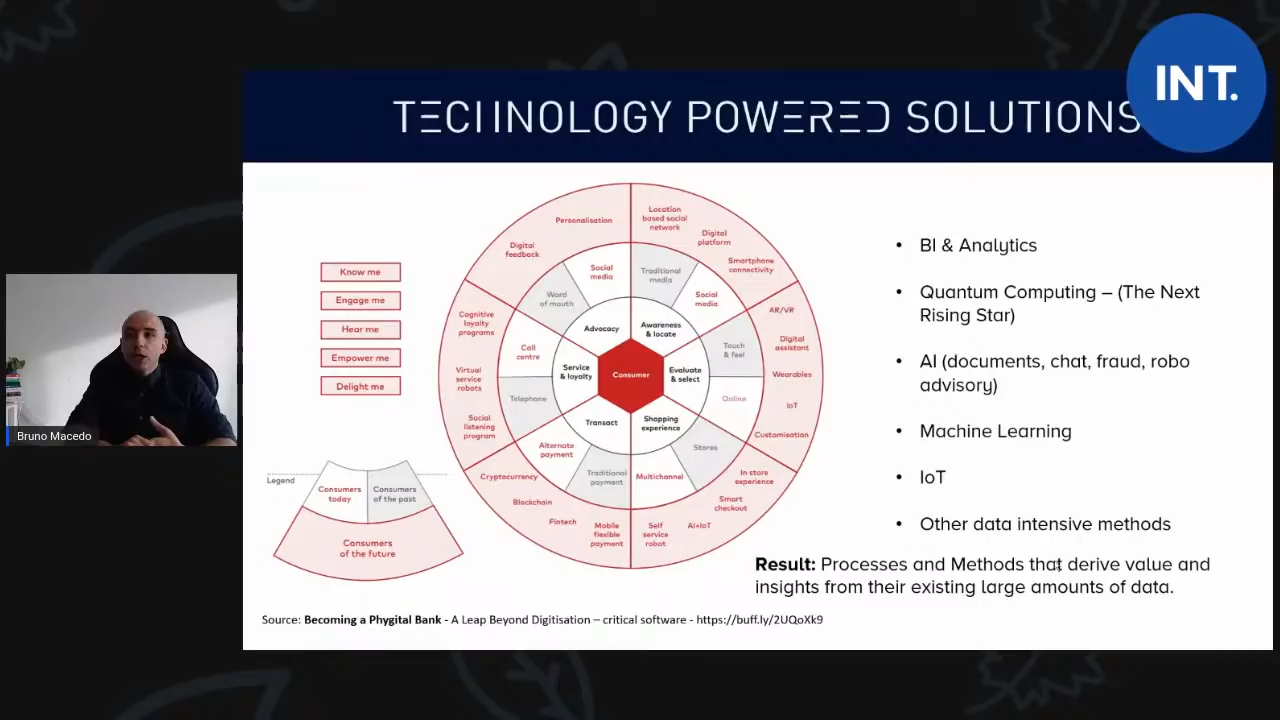 INT.
TECHNOLOGY POWERED SOLUTIONS
Know me
Engage me
Hear me
Empower me
Delight me
Legend
Consumers
today
Consumers
of the past
Consumers
of the future
Personalisation
Digital
feedback
Location
based social
network
Digital
platform
Smartphone
connectivity
Social
media
Word
of mouth
Traditional
media
Social
media
Advocacy
Awareness
& locate
Cognitive
loyalty
programs
Virtual
service
robots
Social
listening
program
Call
centre
Telephone
Service
& loyalty
Consumer
Evaluate
& select
Touch
& feel
Online
AR/VR
Digital
assistant
Wearables
IoT
Customisation
Transact
Shopping
experience
Alternate
payment
Traditional
payment
Multichannel
Stores
Cryptocurrency
Blockchain
Fintech
Mobile
flexible
payment
Self
service
robot
AI+IoT
Smart
checkout
In store
experience
• BI & Analytics
• Quantum Computing – (The Next
Rising Star)
• AI (documents, chat, fraud, robo
advisory)
• Machine Learning
• IoT
• Other data intensive methods
Result: Processes and Methods that derive value and
insights from their existing large amounts of data.
Source: Becoming a Phygital Bank - A Leap Beyond Digitisation – critical software - https://buff.ly/2UQoXk9
Bruno Macedo